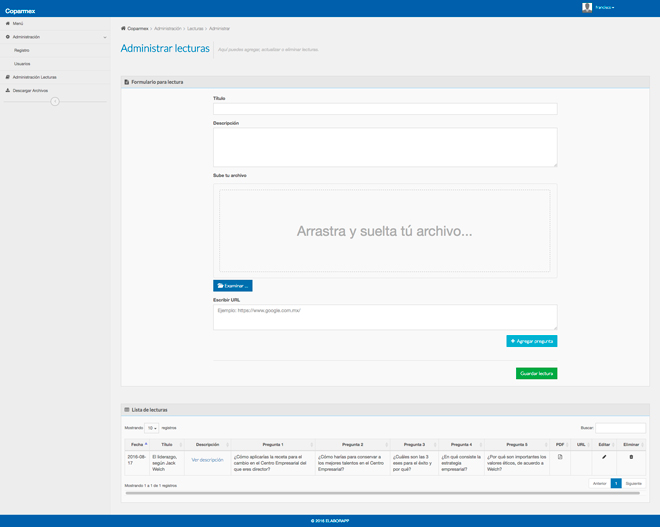 Coparmex
Francisco
Menú
Administración
Registro
Usuarios
Administración Lecturas
Descargar Archivos
Coparmex > Administración > Lecturas > Administrar
Administrar lecturas
Aquí puedes agregar, actualizar o eliminar lecturas.
Formulario para lectura
Título
Descripción
Sube tu archivo
Arrastra y suelta tú archivo...
Examinar ...
Escribir URL
Ejemplo: https://www.google.com.mx/
+ Agregar pregunta
Guardar lectura
Lista de lecturas
Mostrando 10 registros
Buscar:
Fecha Título Descripción Pregunta 1 Pregunta 2 Pregunta 3 Pregunta 4 Pregunta 5 PDF URL Editar Eliminar
2016-08-17 El liderazgo, según Jack Welch Ver descripción ¿Cómo aplicarías la receta para el cambio en el Centro Empresarial del que eres director? ¿Cómo harías para conservar a los mejores talentos en el Centro Empresarial? ¿Cuáles son las 3 eses para el éxito y por qué? ¿En qué consiste la estrategia empresarial? ¿Por qué son importantes los valores éticos, de acuerdo a Welch?
Mostrando 1 a 1 de 1 registros
Anterior 1 Siguiente
© 2016 ELABORAPP